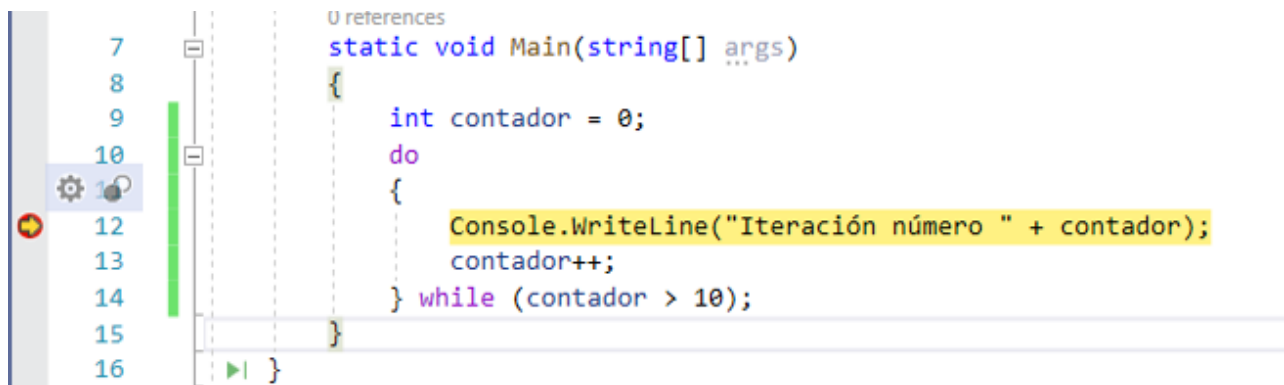 0 references
7 static void Main(string[] args)
8 {
9 int contador = 0;
10 do
{
12 Console.WriteLine("Iteración número " + contador);
13 contador++;
14 } while (contador > 10);
15 }
16 }